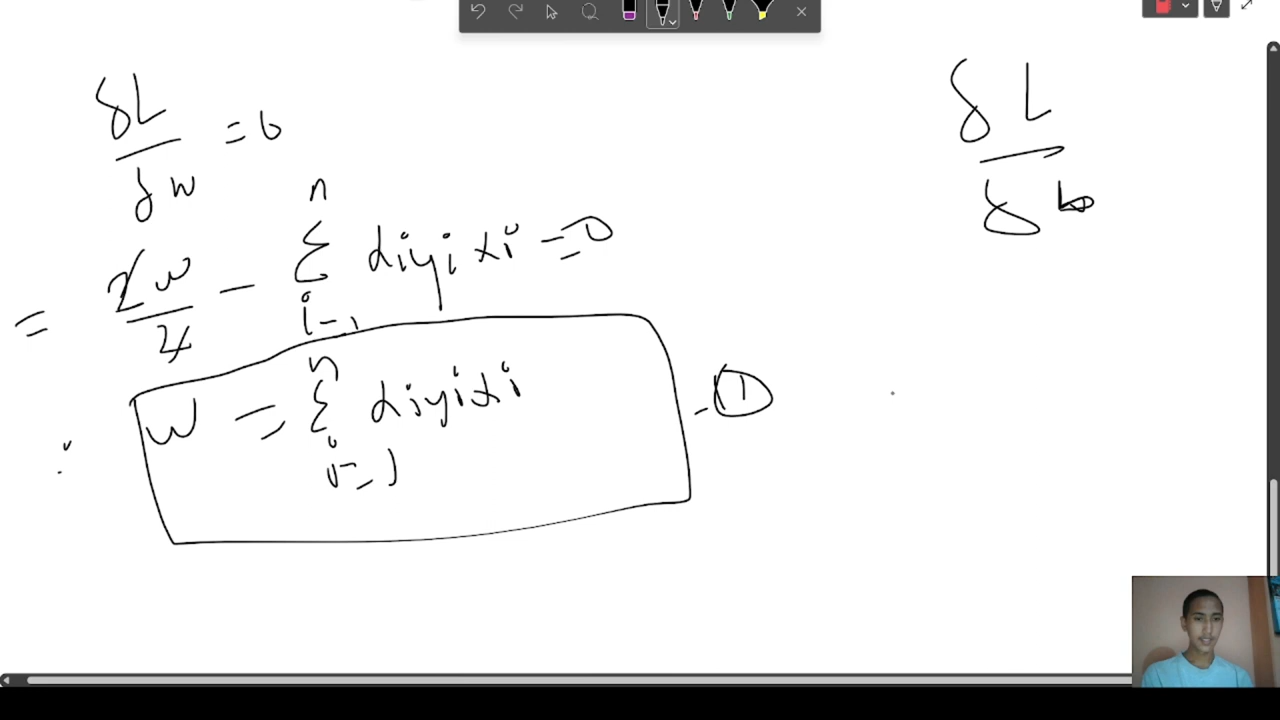 δL/δw = 0
= 2w/2 - Σ_{i=1}^{n} αiyixi = 0
∴ w = Σ_{i=1}^{n} αiyixi - ①
δL/δb